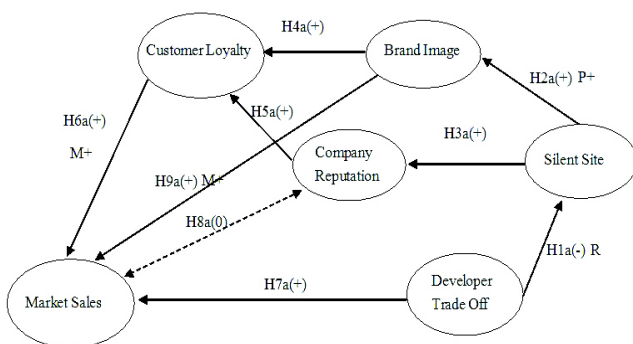 H4a(+)
Customer Loyalty
Brand Image
H2a(+) P+
H5a(+)
H6a(+)
M+
H3a(+)
Company
Reputation
Silent Site
H9a(+) M+
H8a(0)
H1a(-) R
H7a(+)
Developer
Trade Off
Market Sales